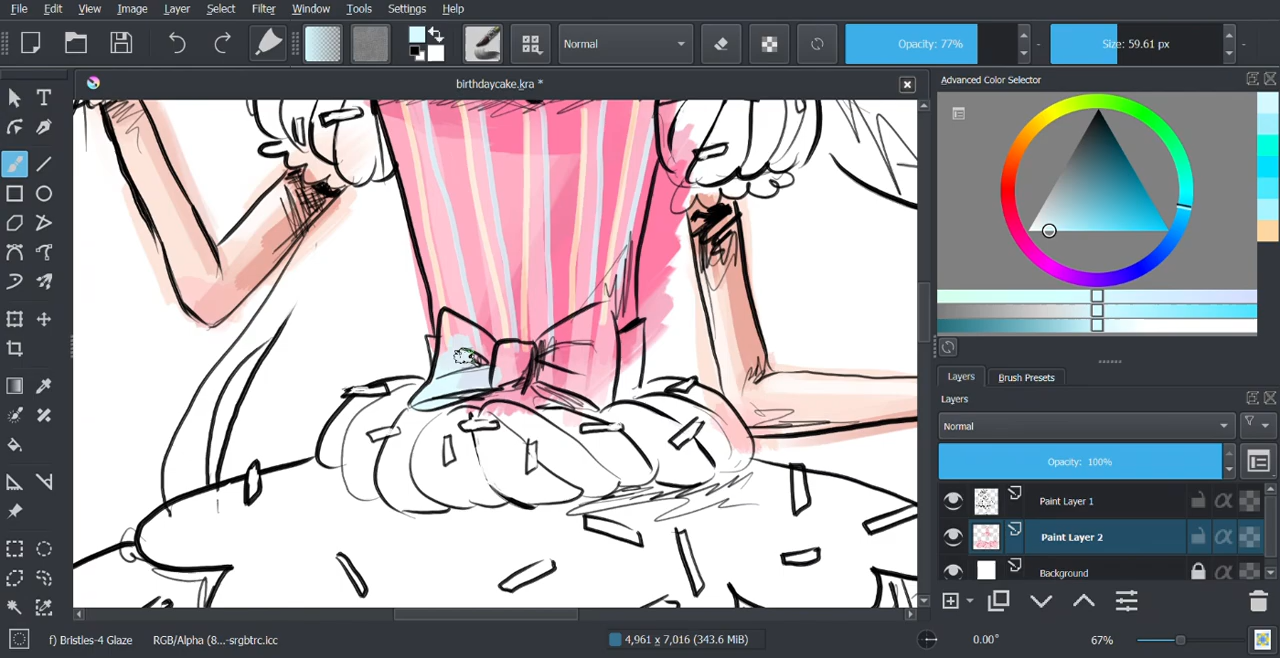 File Edit View Image Layer Select Filter Window Tools Settings Help
Normal Opacity: 77% Size: 59.61 px
birthdaycake.kra *
Advanced Color Selector
T
Layers Brush Presets
Layers
Normal
Opacity: 100%
Paint Layer 1
Paint Layer 2
Background
f) Bristles-4 Glaze RGB/Alpha (8...-srgbtrc.icc 4,961 x 7,016 (343.6 MiB) 0.00° 67%